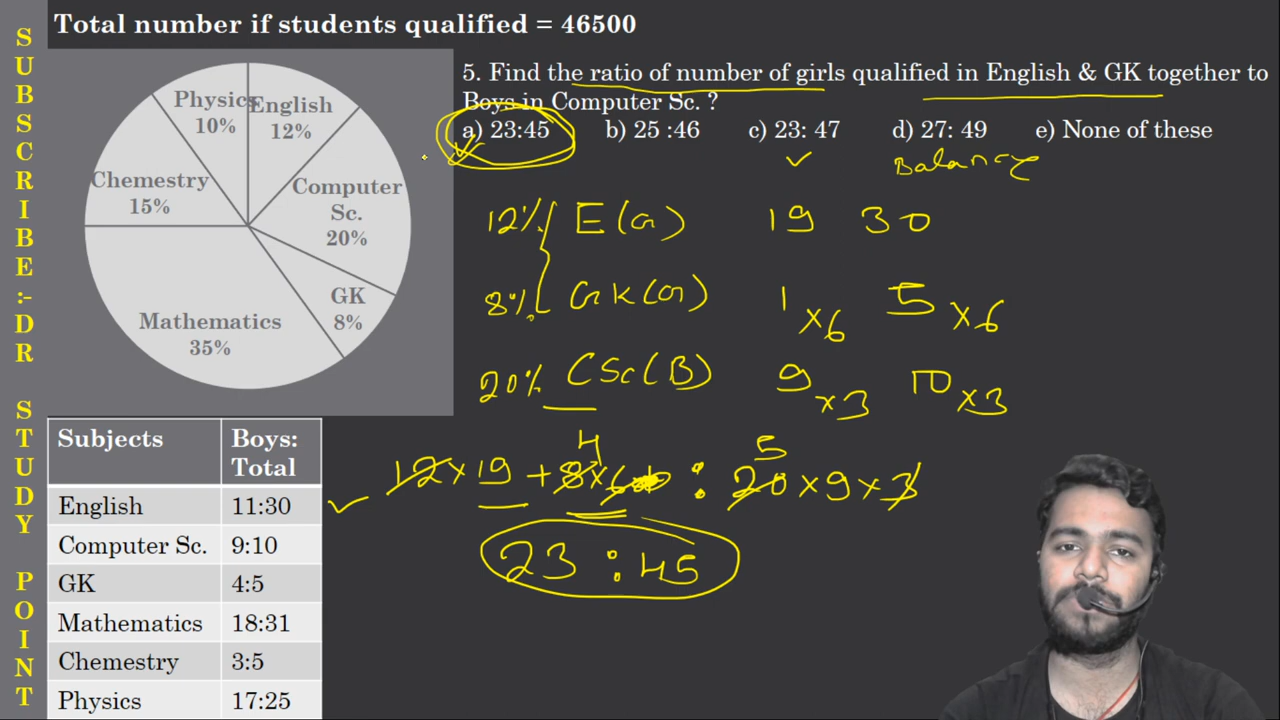 Total number if students qualified = 46500
SUBSCRIBE:-DR STUDY POINT
Physics
10%
English
12%
Computer
Sc.
20%
Chemestry
15%
GK
8%
Mathematics
35%
5. Find the ratio of number of girls qualified in English & GK together to
Boys in Computer Sc. ?
a) 23:45 b) 25 :46 c) 23: 47 d) 27: 49 e) None of these
Balance
12% E(G) 19 30
8% GK(G) 1 ×6 5 ×6
20% CSc(B) 9 ×3 10 ×3
4 5
12×19 + 8×6 : 20×9×3
23 : 45
Subjects Boys:
Total
English 11:30
Computer Sc. 9:10
GK 4:5
Mathematics 18:31
Chemestry 3:5
Physics 17:25